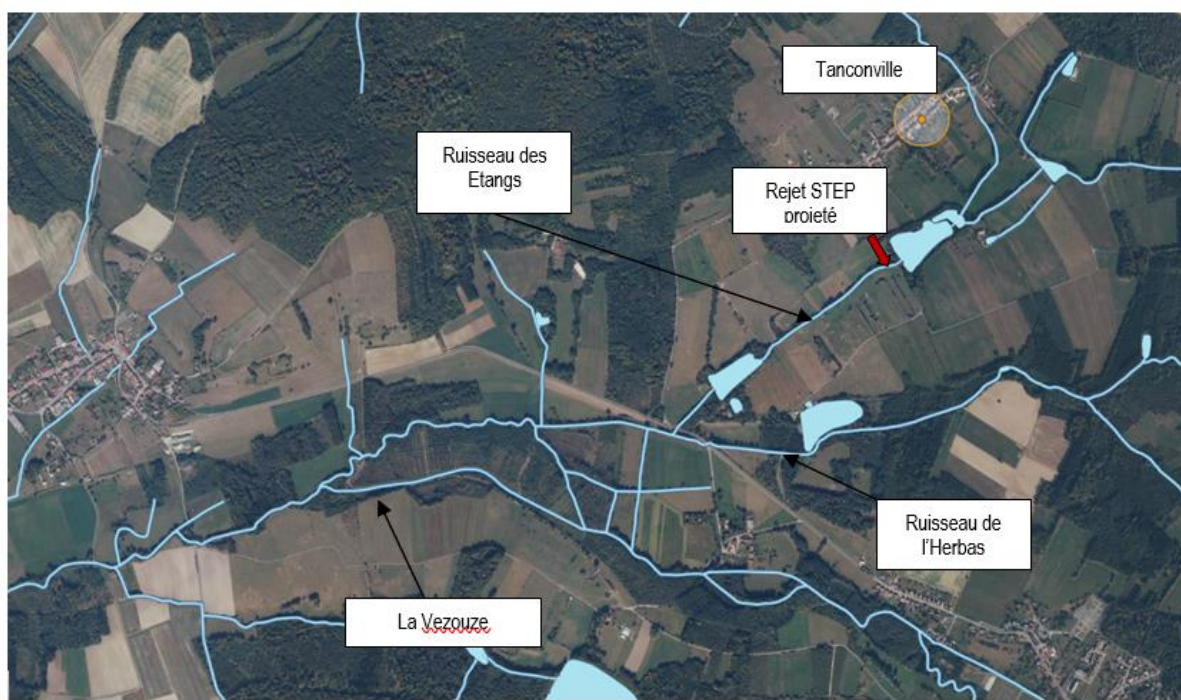 Tanconville
Ruisseau des
Etangs
Rejet STEP
projeté
Ruisseau de
l'Herbas
La Vezouze